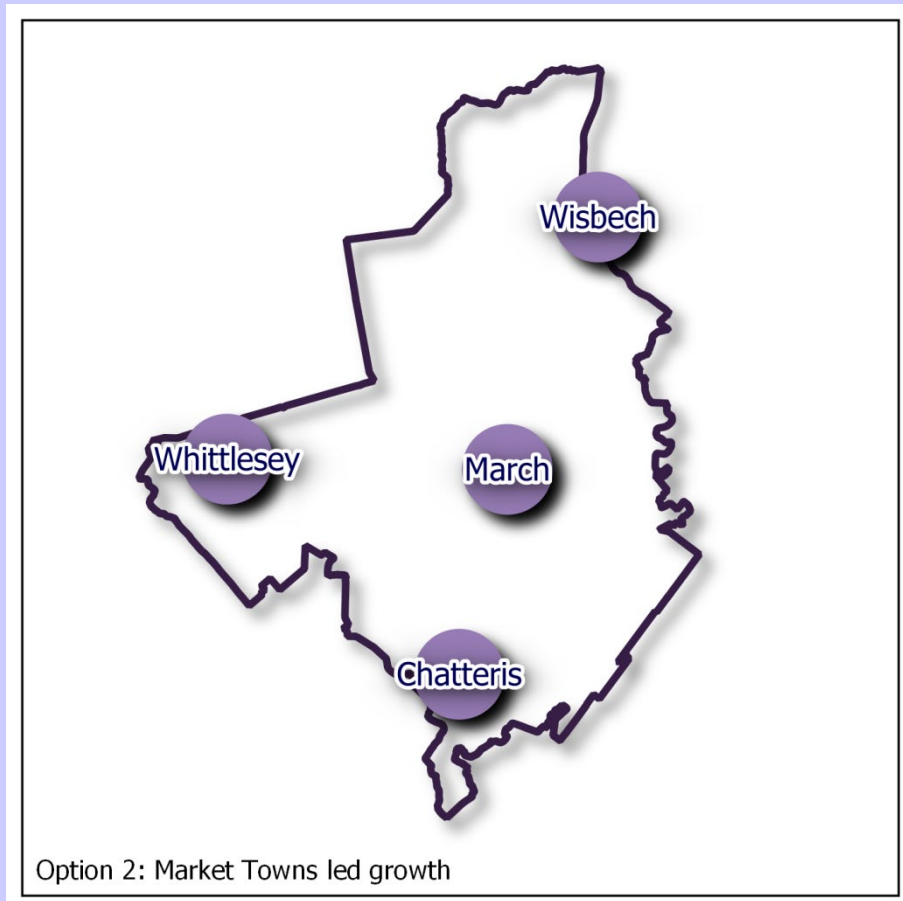 Wisbech
Whittlesey
March
Chatteris
Option 2: Market Towns led growth